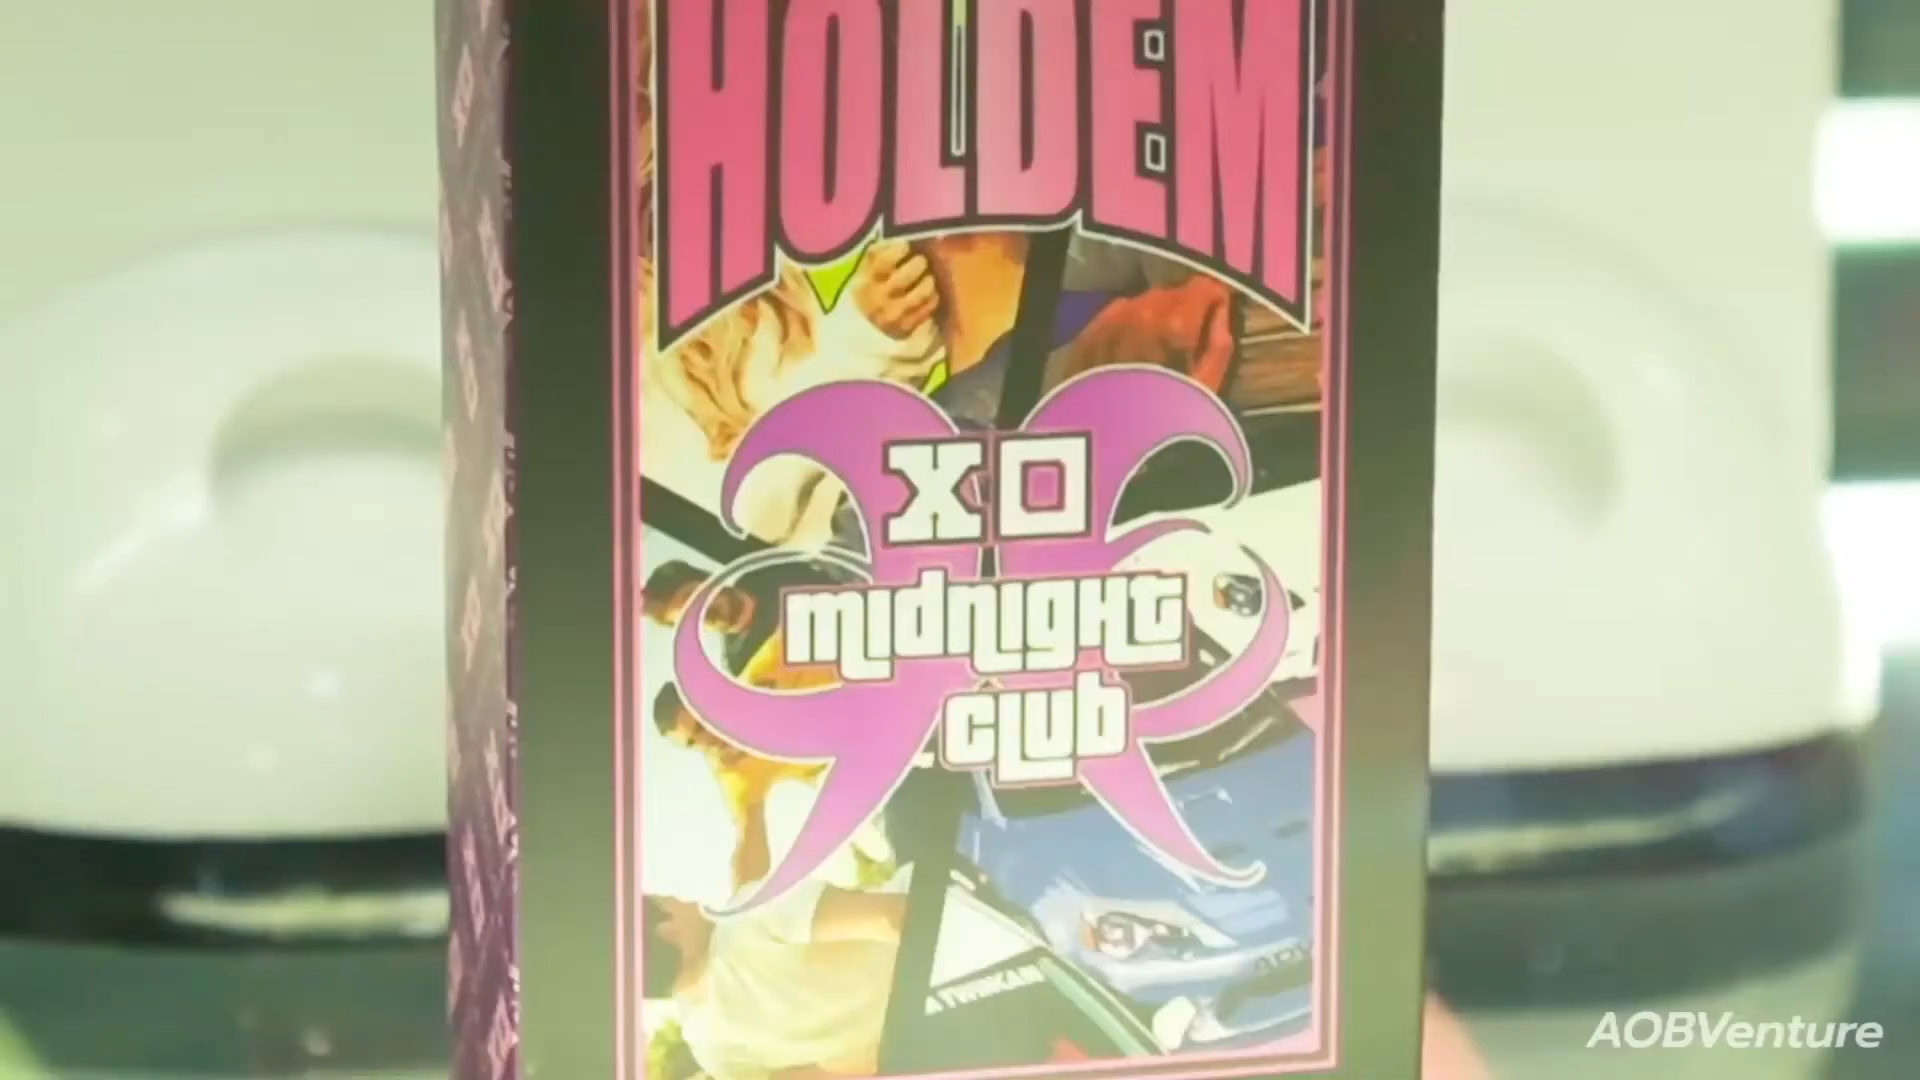 HOLDEM
XO
midnight
club
AOBVenture